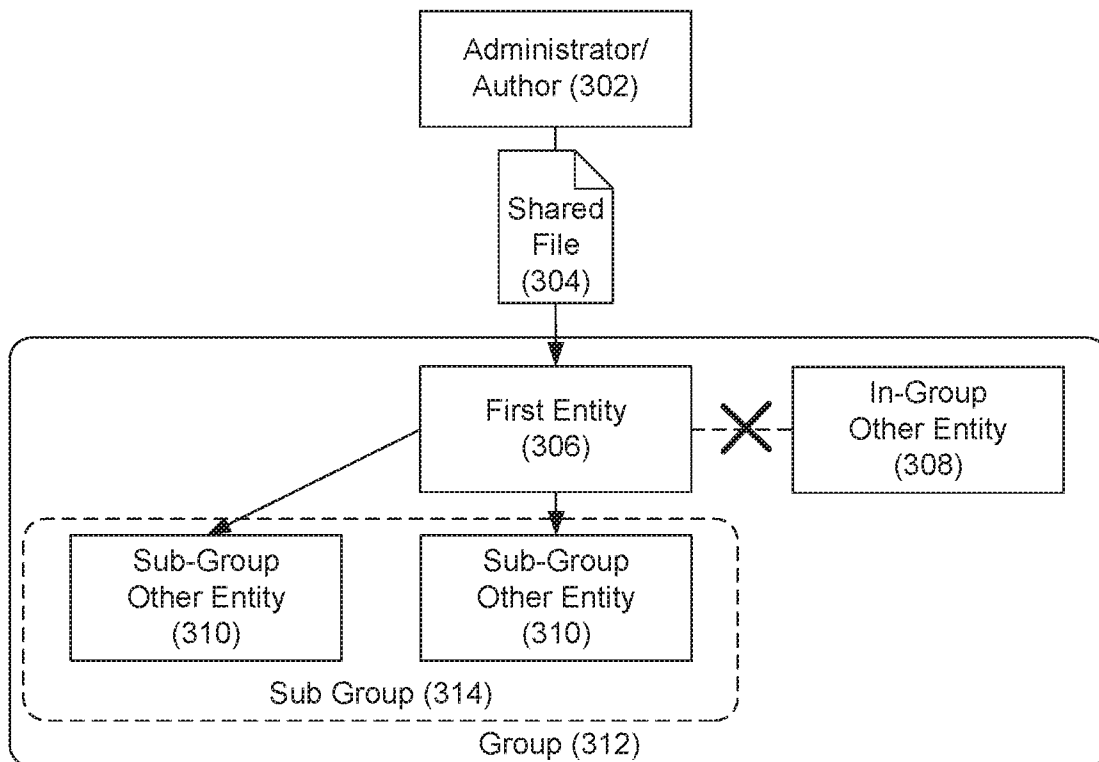 Administrator/
Author (302)
Shared
File
(304)
First Entity
(306)
In-Group
Other Entity
(308)
Sub-Group
Other Entity
(310)
Sub-Group
Other Entity
(310)
Sub Group (314)
Group (312)